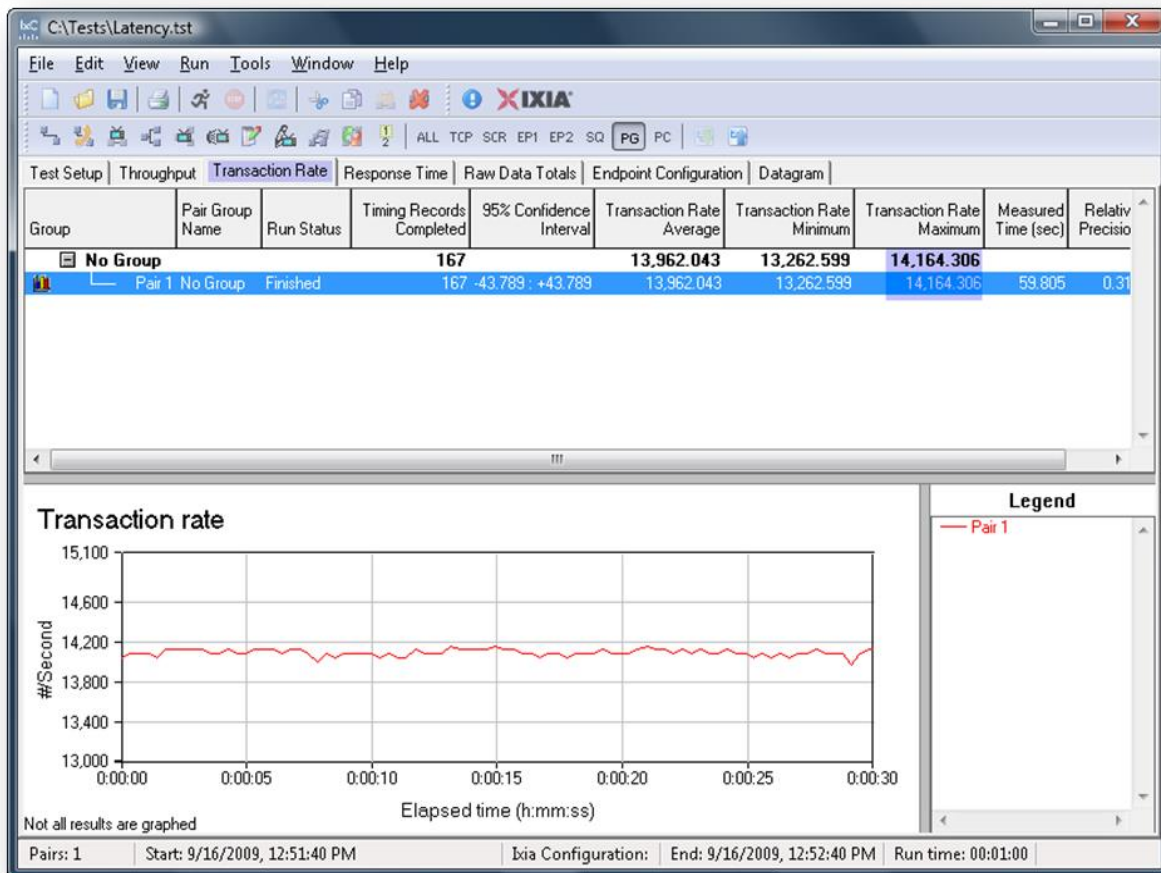 IxC C:\Tests\Latency.tst
File Edit View Run Tools Window Help
XIXIA
ALL TCP SCR EP1 EP2 SQ PG PC
Test Setup Throughput Transaction Rate Response Time Raw Data Totals Endpoint Configuration Datagram
Group Pair Group Name Run Status Timing Records Completed 95% Confidence Interval Transaction Rate Average Transaction Rate Minimum Transaction Rate Maximum Measured Time (sec) Relativ Precisio
No Group 167 13,962.043 13,262.599 14,164.306
Pair 1 No Group Finished 167 -43.789 : +43.789 13,962.043 13,262.599 14,164.306 59.805 0.31
Transaction rate
Legend
Pair 1
15,100
14,600
14,200
13,800
13,400
13,000
#/Second
0:00:00 0:00:05 0:00:10 0:00:15 0:00:20 0:00:25 0:00:30
Elapsed time (h:mm:ss)
Not all results are graphed
Pairs: 1 Start: 9/16/2009, 12:51:40 PM Ixia Configuration: End: 9/16/2009, 12:52:40 PM Run time: 00:01:00